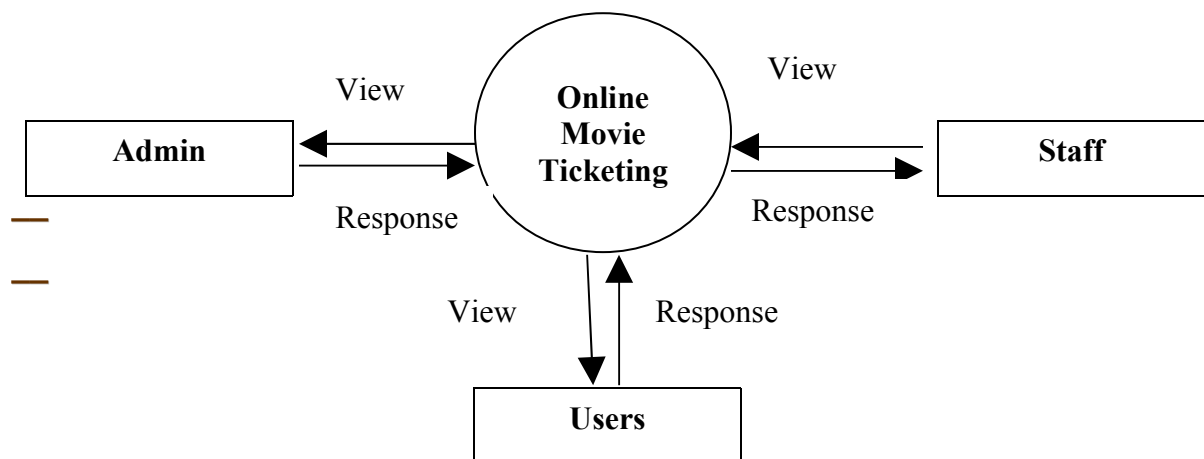 View
Online
Movie
Ticketing
View
Admin
Staff
Response
Response
View
Response
Users